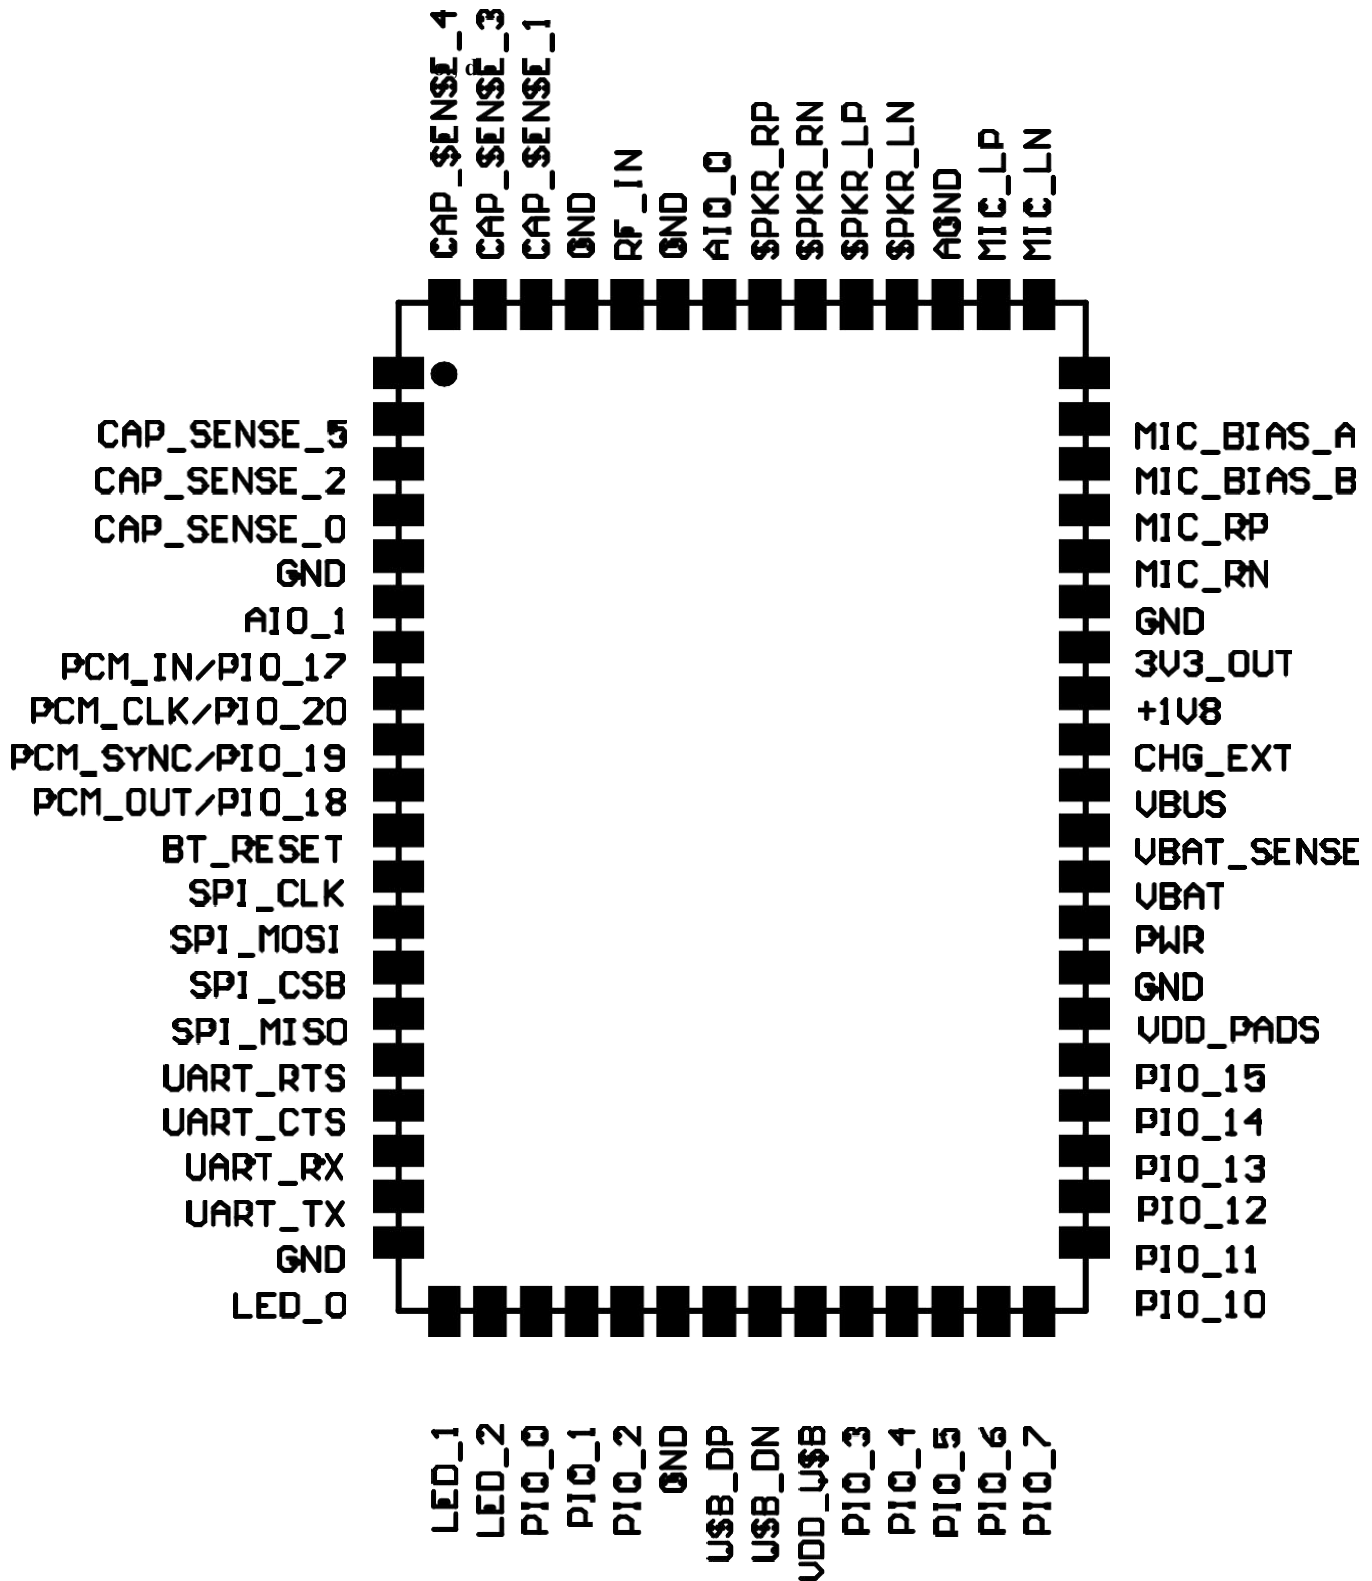 CAP_SENSE_4
CAP_SENSE_3
CAP_SENSE_1
GND
RF_IN
GND
AIO_0
SPKR_RP
SPKR_RN
SPKR_LP
SPKR_LN
AGND
MIC_LP
MIC_LN
d
CAP_SENSE_5
CAP_SENSE_2
CAP_SENSE_0
GND
AIO_1
PCM_IN/PIO_17
PCM_CLK/PIO_20
PCM_SYNC/PIO_19
PCM_OUT/PIO_18
BT_RESET
SPI_CLK
SPI_MOSI
SPI_CSB
SPI_MISO
UART_RTS
UART_CTS
UART_RX
UART_TX
GND
LED_0
MIC_BIAS_A
MIC_BIAS_B
MIC_RP
MIC_RN
GND
3V3_OUT
+1V8
CHG_EXT
VBUS
VBAT_SENSE
VBAT
PWR
GND
VDD_PADS
PIO_15
PIO_14
PIO_13
PIO_12
PIO_11
PIO_10
LED_1
LED_2
PIO_0
PIO_1
PIO_2
GND
USB_DP
USB_DN
VDD_USB
PIO_3
PIO_4
PIO_5
PIO_6
PIO_7